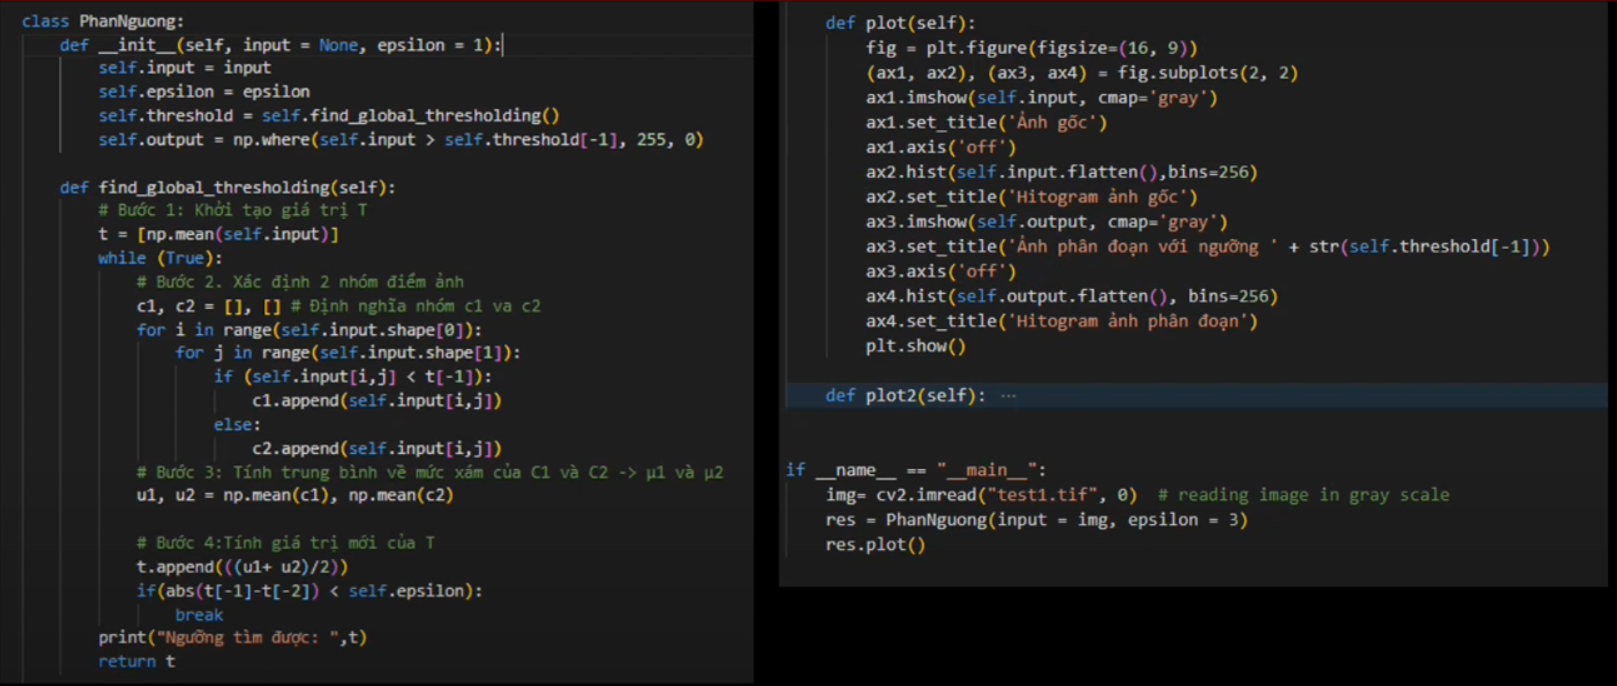 class PhanNguong:
    def __init__(self, input = None, epsilon = 1):
        self.input = input
        self.epsilon = epsilon
        self.threshold = self.find_global_thresholding()
        self.output = np.where(self.input > self.threshold[-1], 255, 0)
    def find_global_thresholding(self):
        # Bước 1: Khởi tạo giá trị T
        t = [np.mean(self.input)]
        while (True):
            # Bước 2. Xác định 2 nhóm điểm ảnh
            c1, c2 = [], [] # Định nghĩa nhóm c1 va c2
            for i in range(self.input.shape[0]):
                for j in range(self.input.shape[1]):
                    if (self.input[i,j] < t[-1]):
                        c1.append(self.input[i,j])
                    else:
                        c2.append(self.input[i,j])
            # Bước 3: Tính trung bình về mức xám của C1 và C2 -> μ1 và μ2
            u1, u2 = np.mean(c1), np.mean(c2)
            # Bước 4:Tính giá trị mới của T
            t.append(((u1+ u2)/2))
            if(abs(t[-1]-t[-2]) < self.epsilon):
                break
        print("Ngưỡng tìm được: ",t)
        return t
    def plot(self):
        fig = plt.figure(figsize=(16, 9))
        (ax1, ax2), (ax3, ax4) = fig.subplots(2, 2)
        ax1.imshow(self.input, cmap='gray')
        ax1.set_title('Ảnh gốc')
        ax1.axis('off')
        ax2.hist(self.input.flatten(),bins=256)
        ax2.set_title('Hitogram ảnh gốc')
        ax3.imshow(self.output, cmap='gray')
        ax3.set_title('Ảnh phân đoạn với ngưỡng ' + str(self.threshold[-1]))
        ax3.axis('off')
        ax4.hist(self.output.flatten(), bins=256)
        ax4.set_title('Hitogram ảnh phân đoạn')
        plt.show()
    def plot2(self): ...
if __name__ == "__main__":
    img= cv2.imread("test1.tif", 0)  # reading image in gray scale
    res = PhanNguong(input = img, epsilon = 3)
    res.plot()